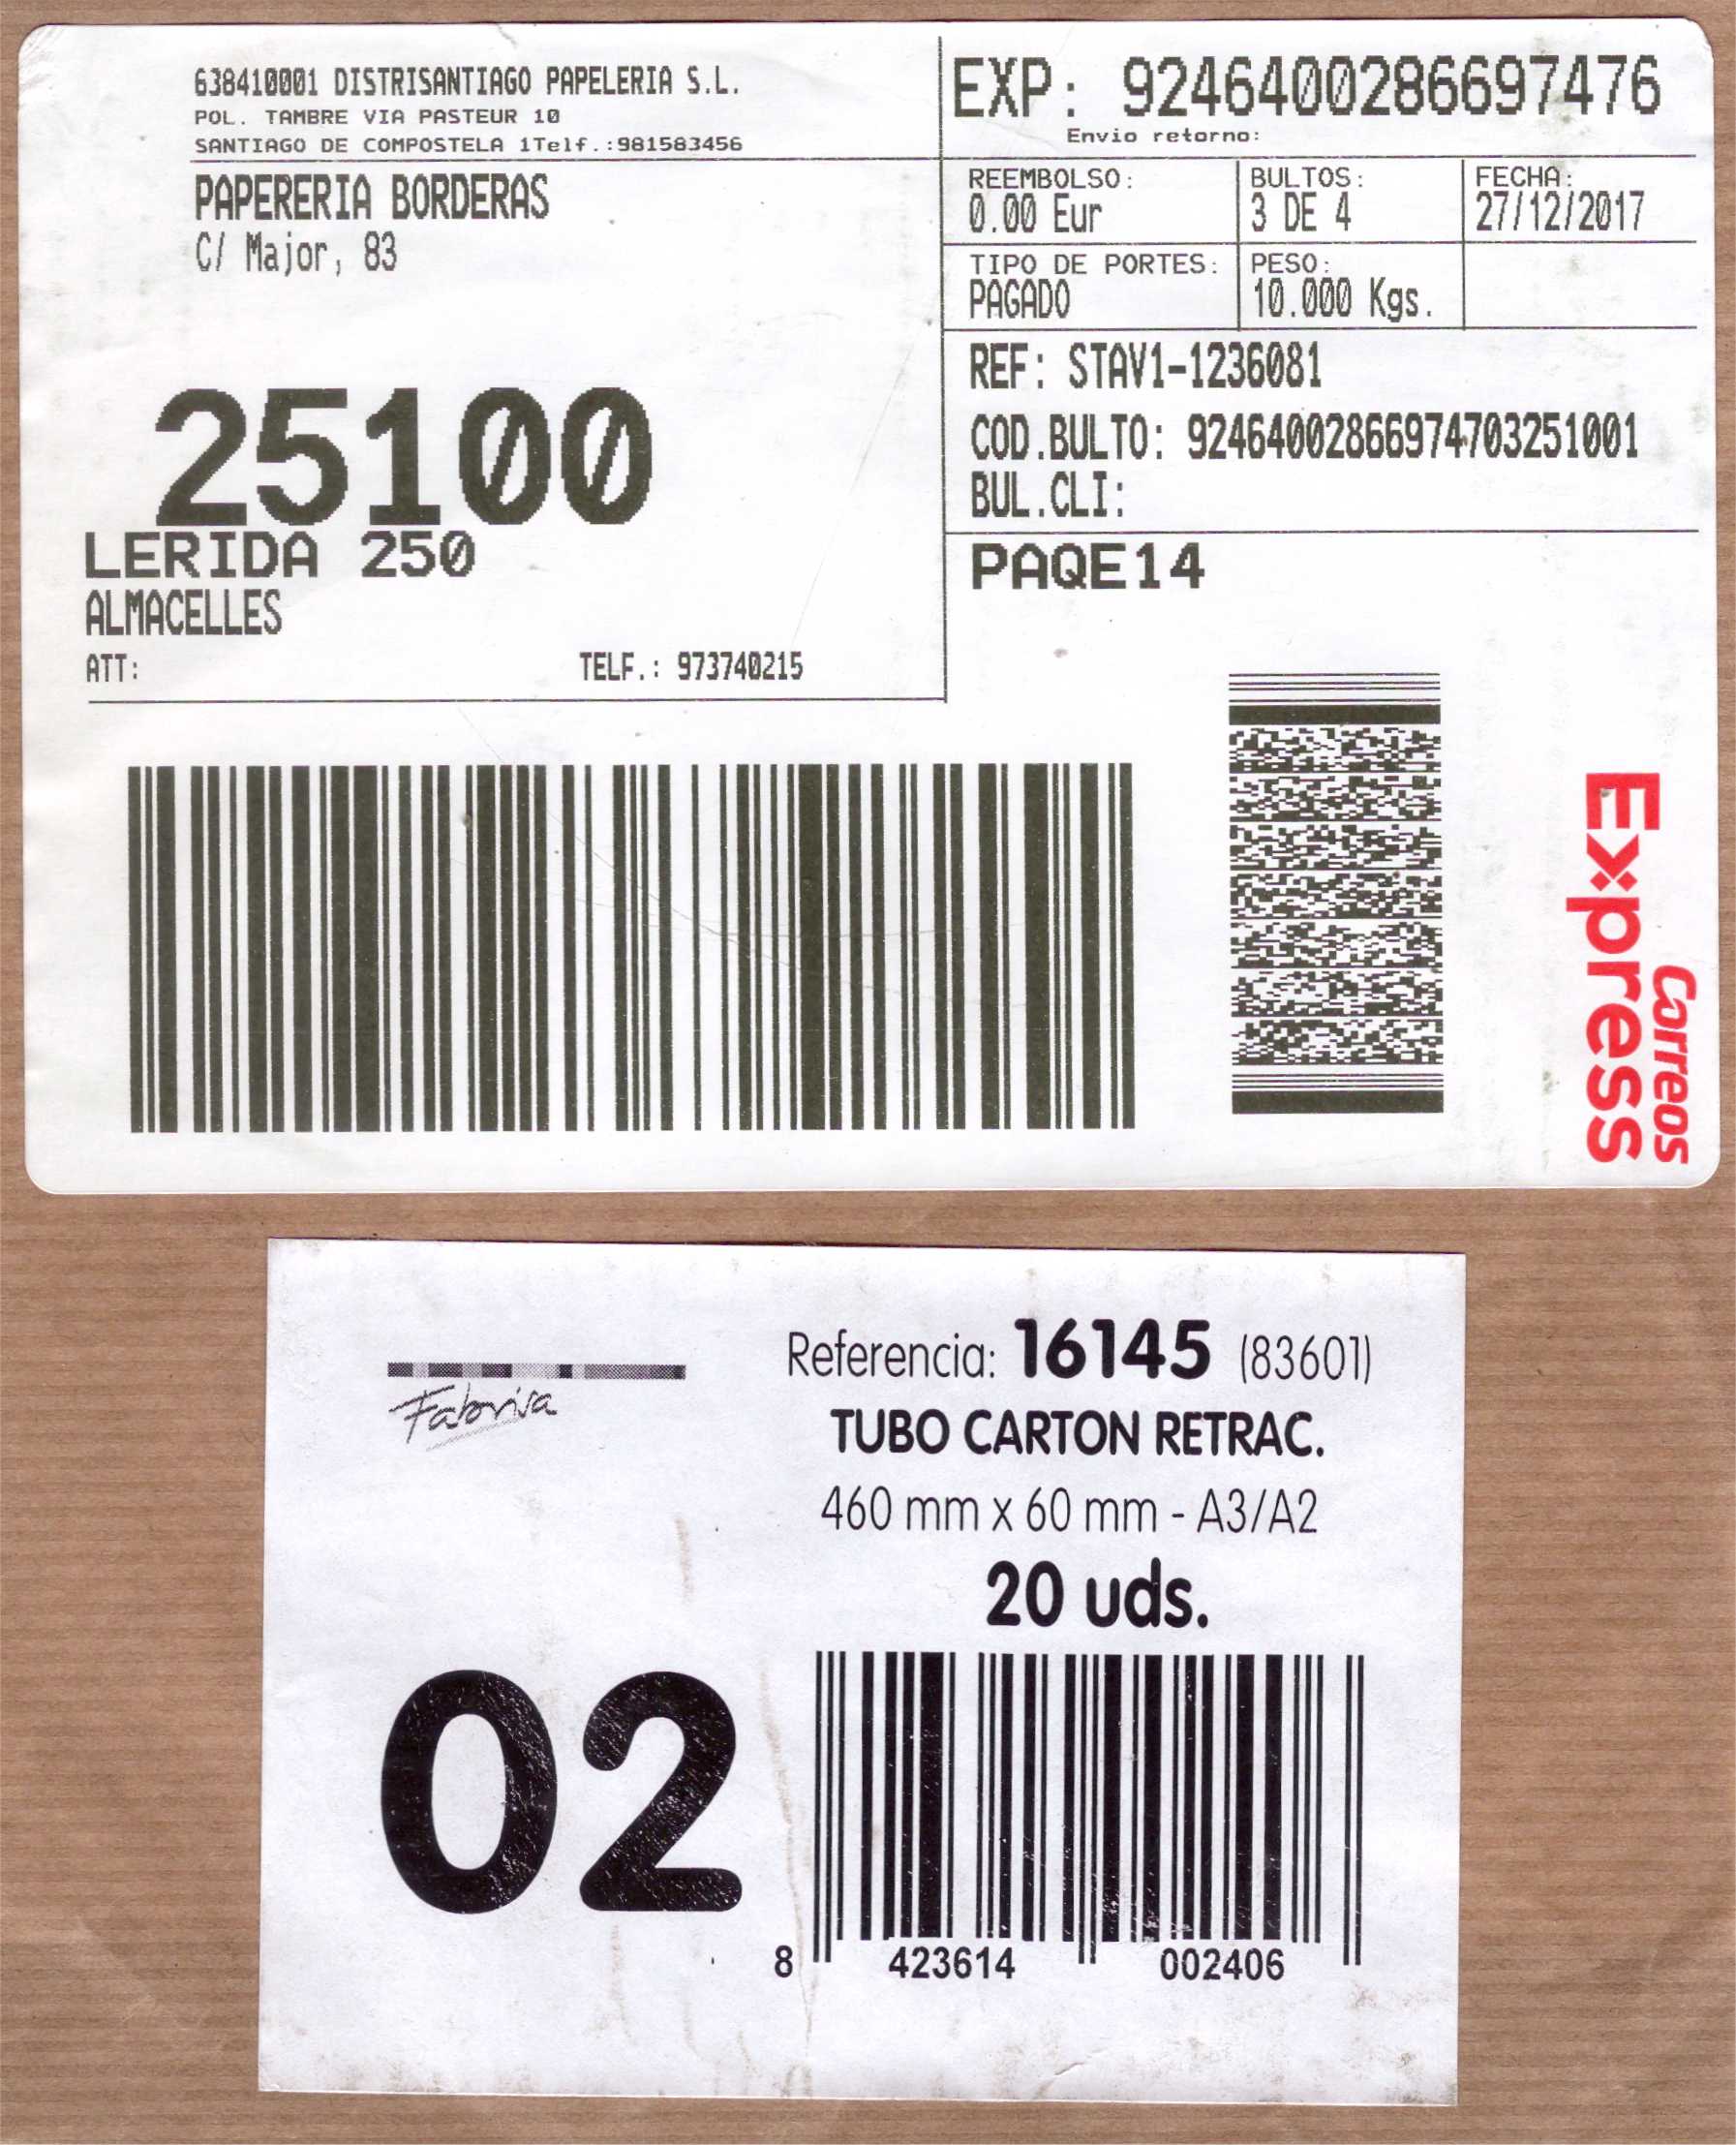 638410001 DISTRISANTIAGO PAPELERIA S.L.
POL. TAMBRE VIA PASTEUR 10
SANTIAGO DE COMPOSTELA 1Telf.:981583456
PAPERERIA BORDERAS
C/ Major, 83
25100
LERIDA 250
ALMACELLES
ATT: TELF.: 973740215
EXP: 9246400286697476
Envio retorno:
REEMBOLSO: BULTOS: FECHA:
0.00 Eur 3 DE 4 27/12/2017
TIPO DE PORTES: PESO:
PAGADO 10.000 Kgs.
REF: STAV1-1236081
COD.BULTO: 92464002866974703251001
BUL.CLI:
PAQE14
Correos
Express
Fabrisa
Referencia: 16145 (83601)
TUBO CARTON RETRAC.
460 mm x 60 mm - A3/A2
20 uds.
02
8 423614 002406